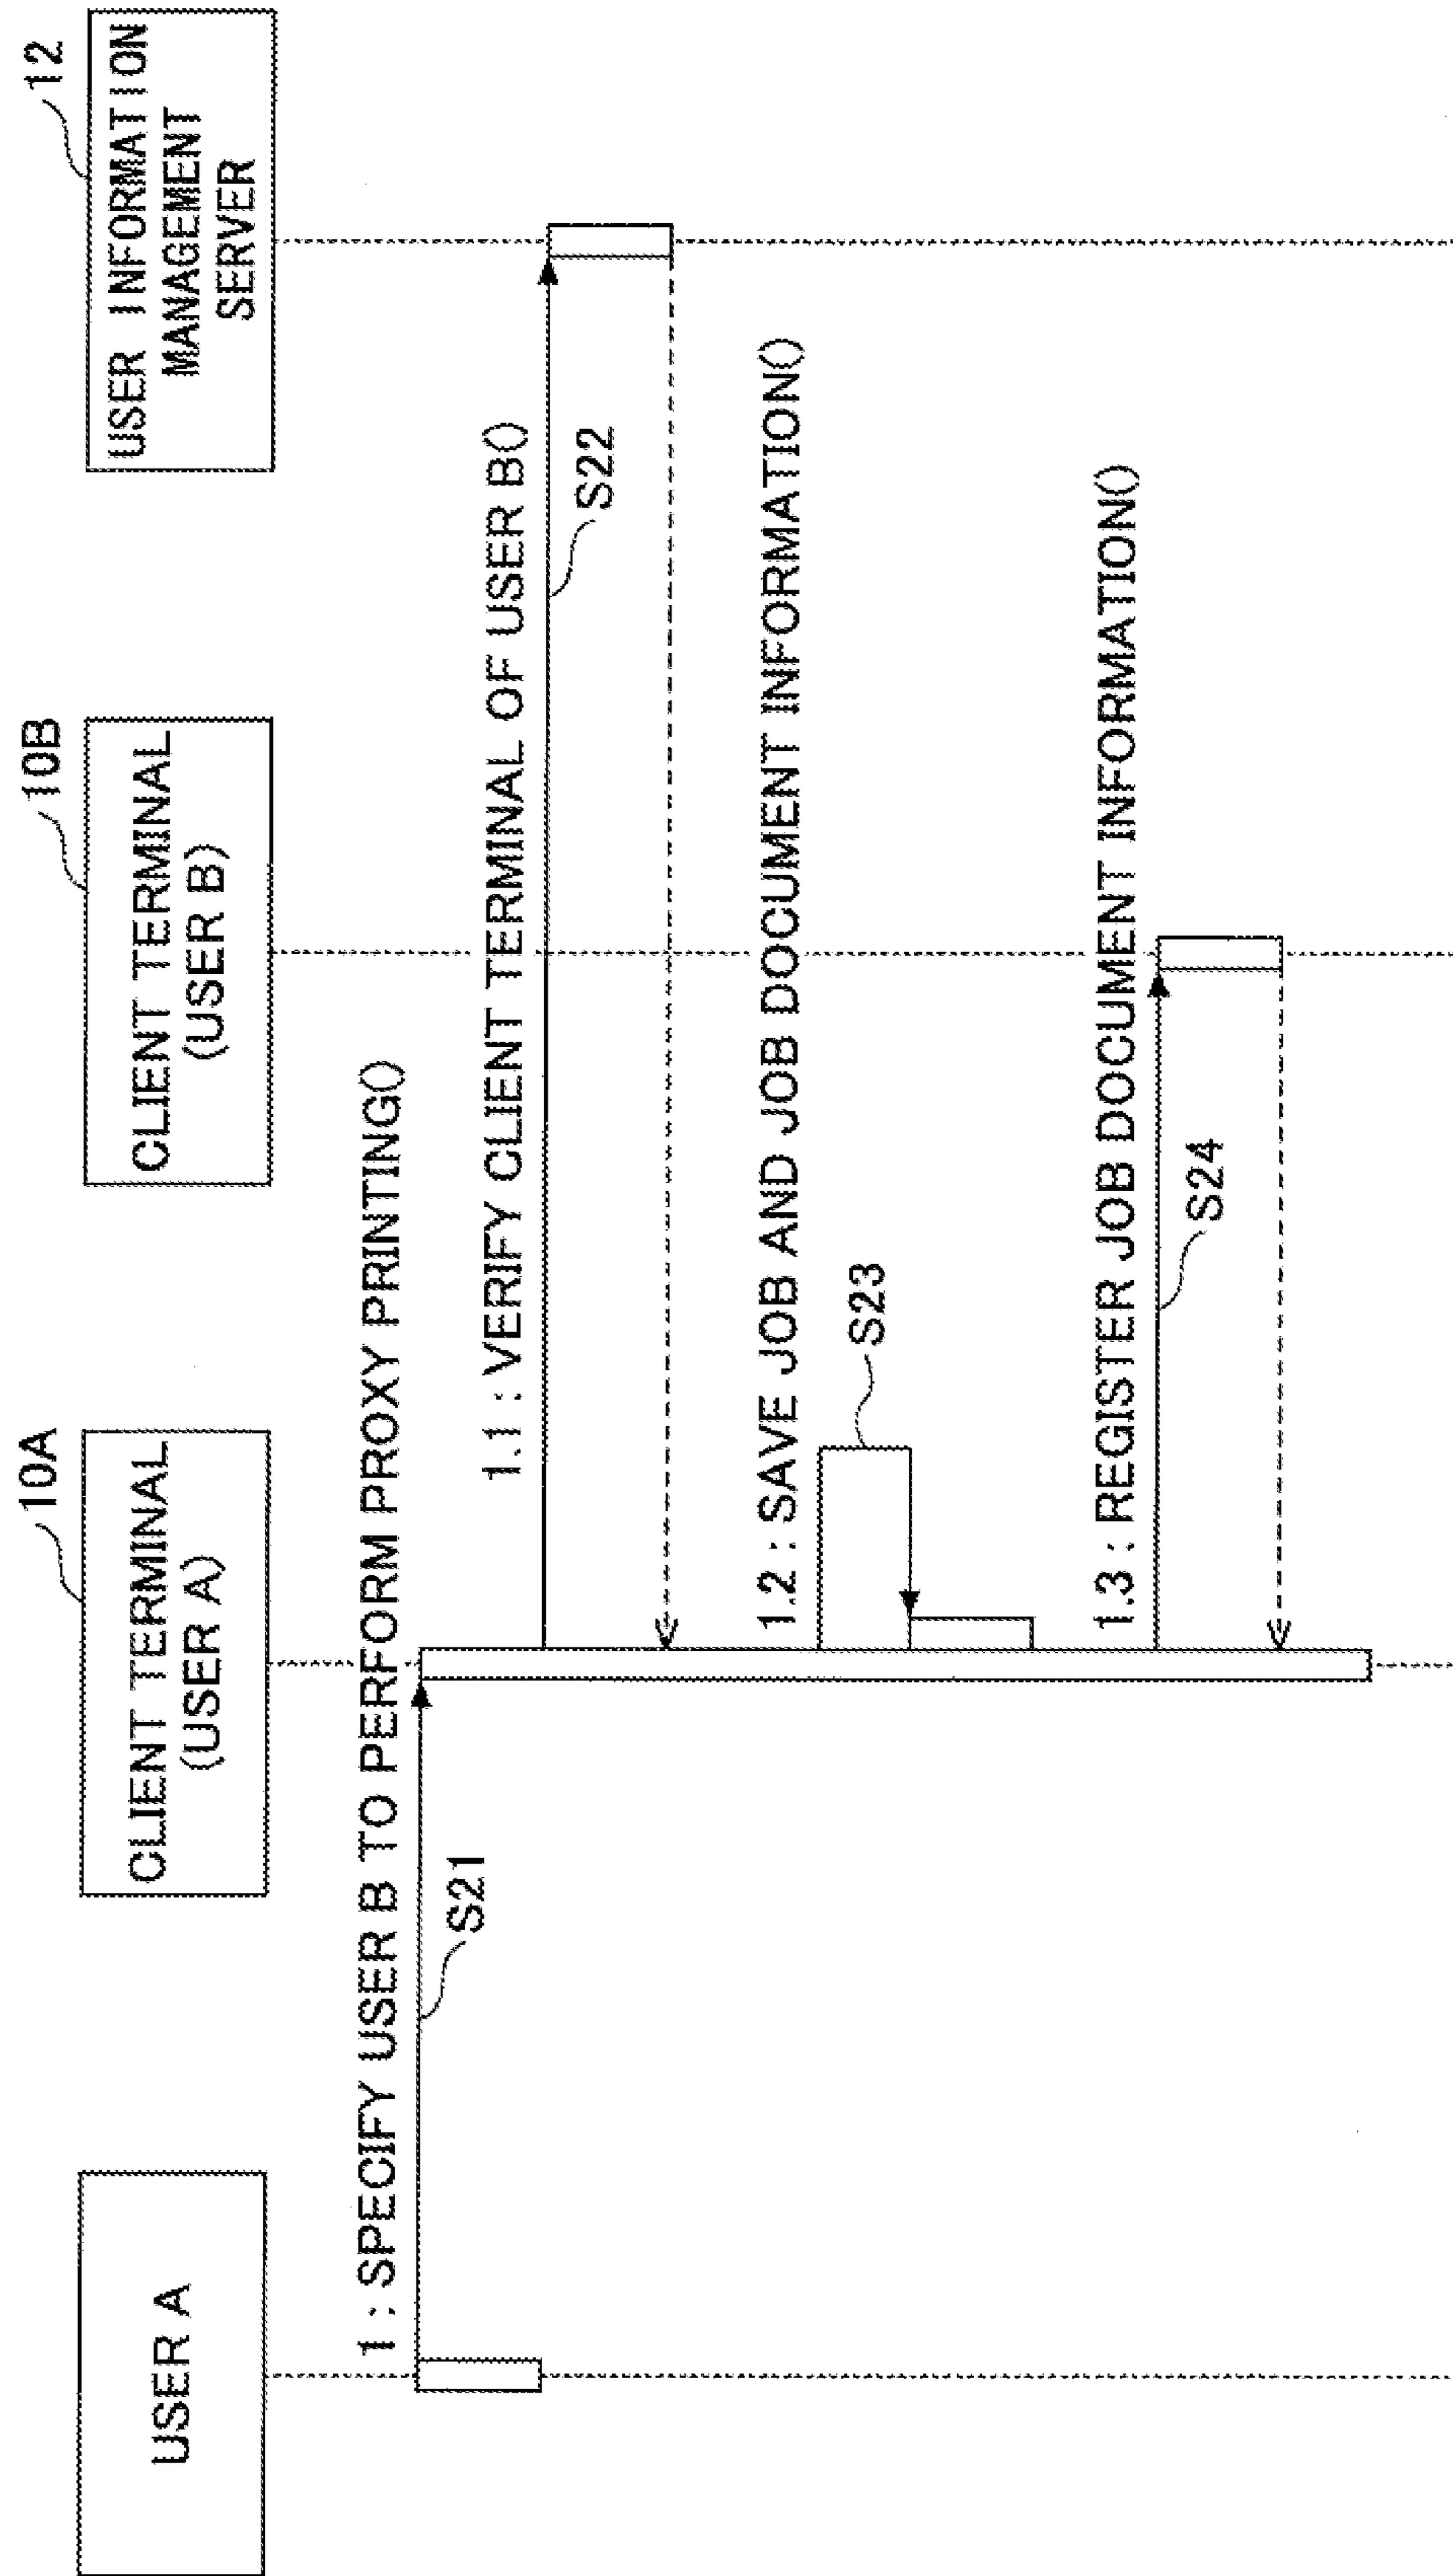 USER A
10A
CLIENT TERMINAL
(USER A)
10B
CLIENT TERMINAL
(USER B)
12
USER INFORMATION
MANAGEMENT
SERVER
1 : SPECIFY USER B TO PERFORM PROXY PRINTING()
S21
1.1 : VERIFY CLIENT TERMINAL OF USER B()
S22
1.2 : SAVE JOB AND JOB DOCUMENT INFORMATION()
S23
1.3 : REGISTER JOB DOCUMENT INFORMATION()
S24